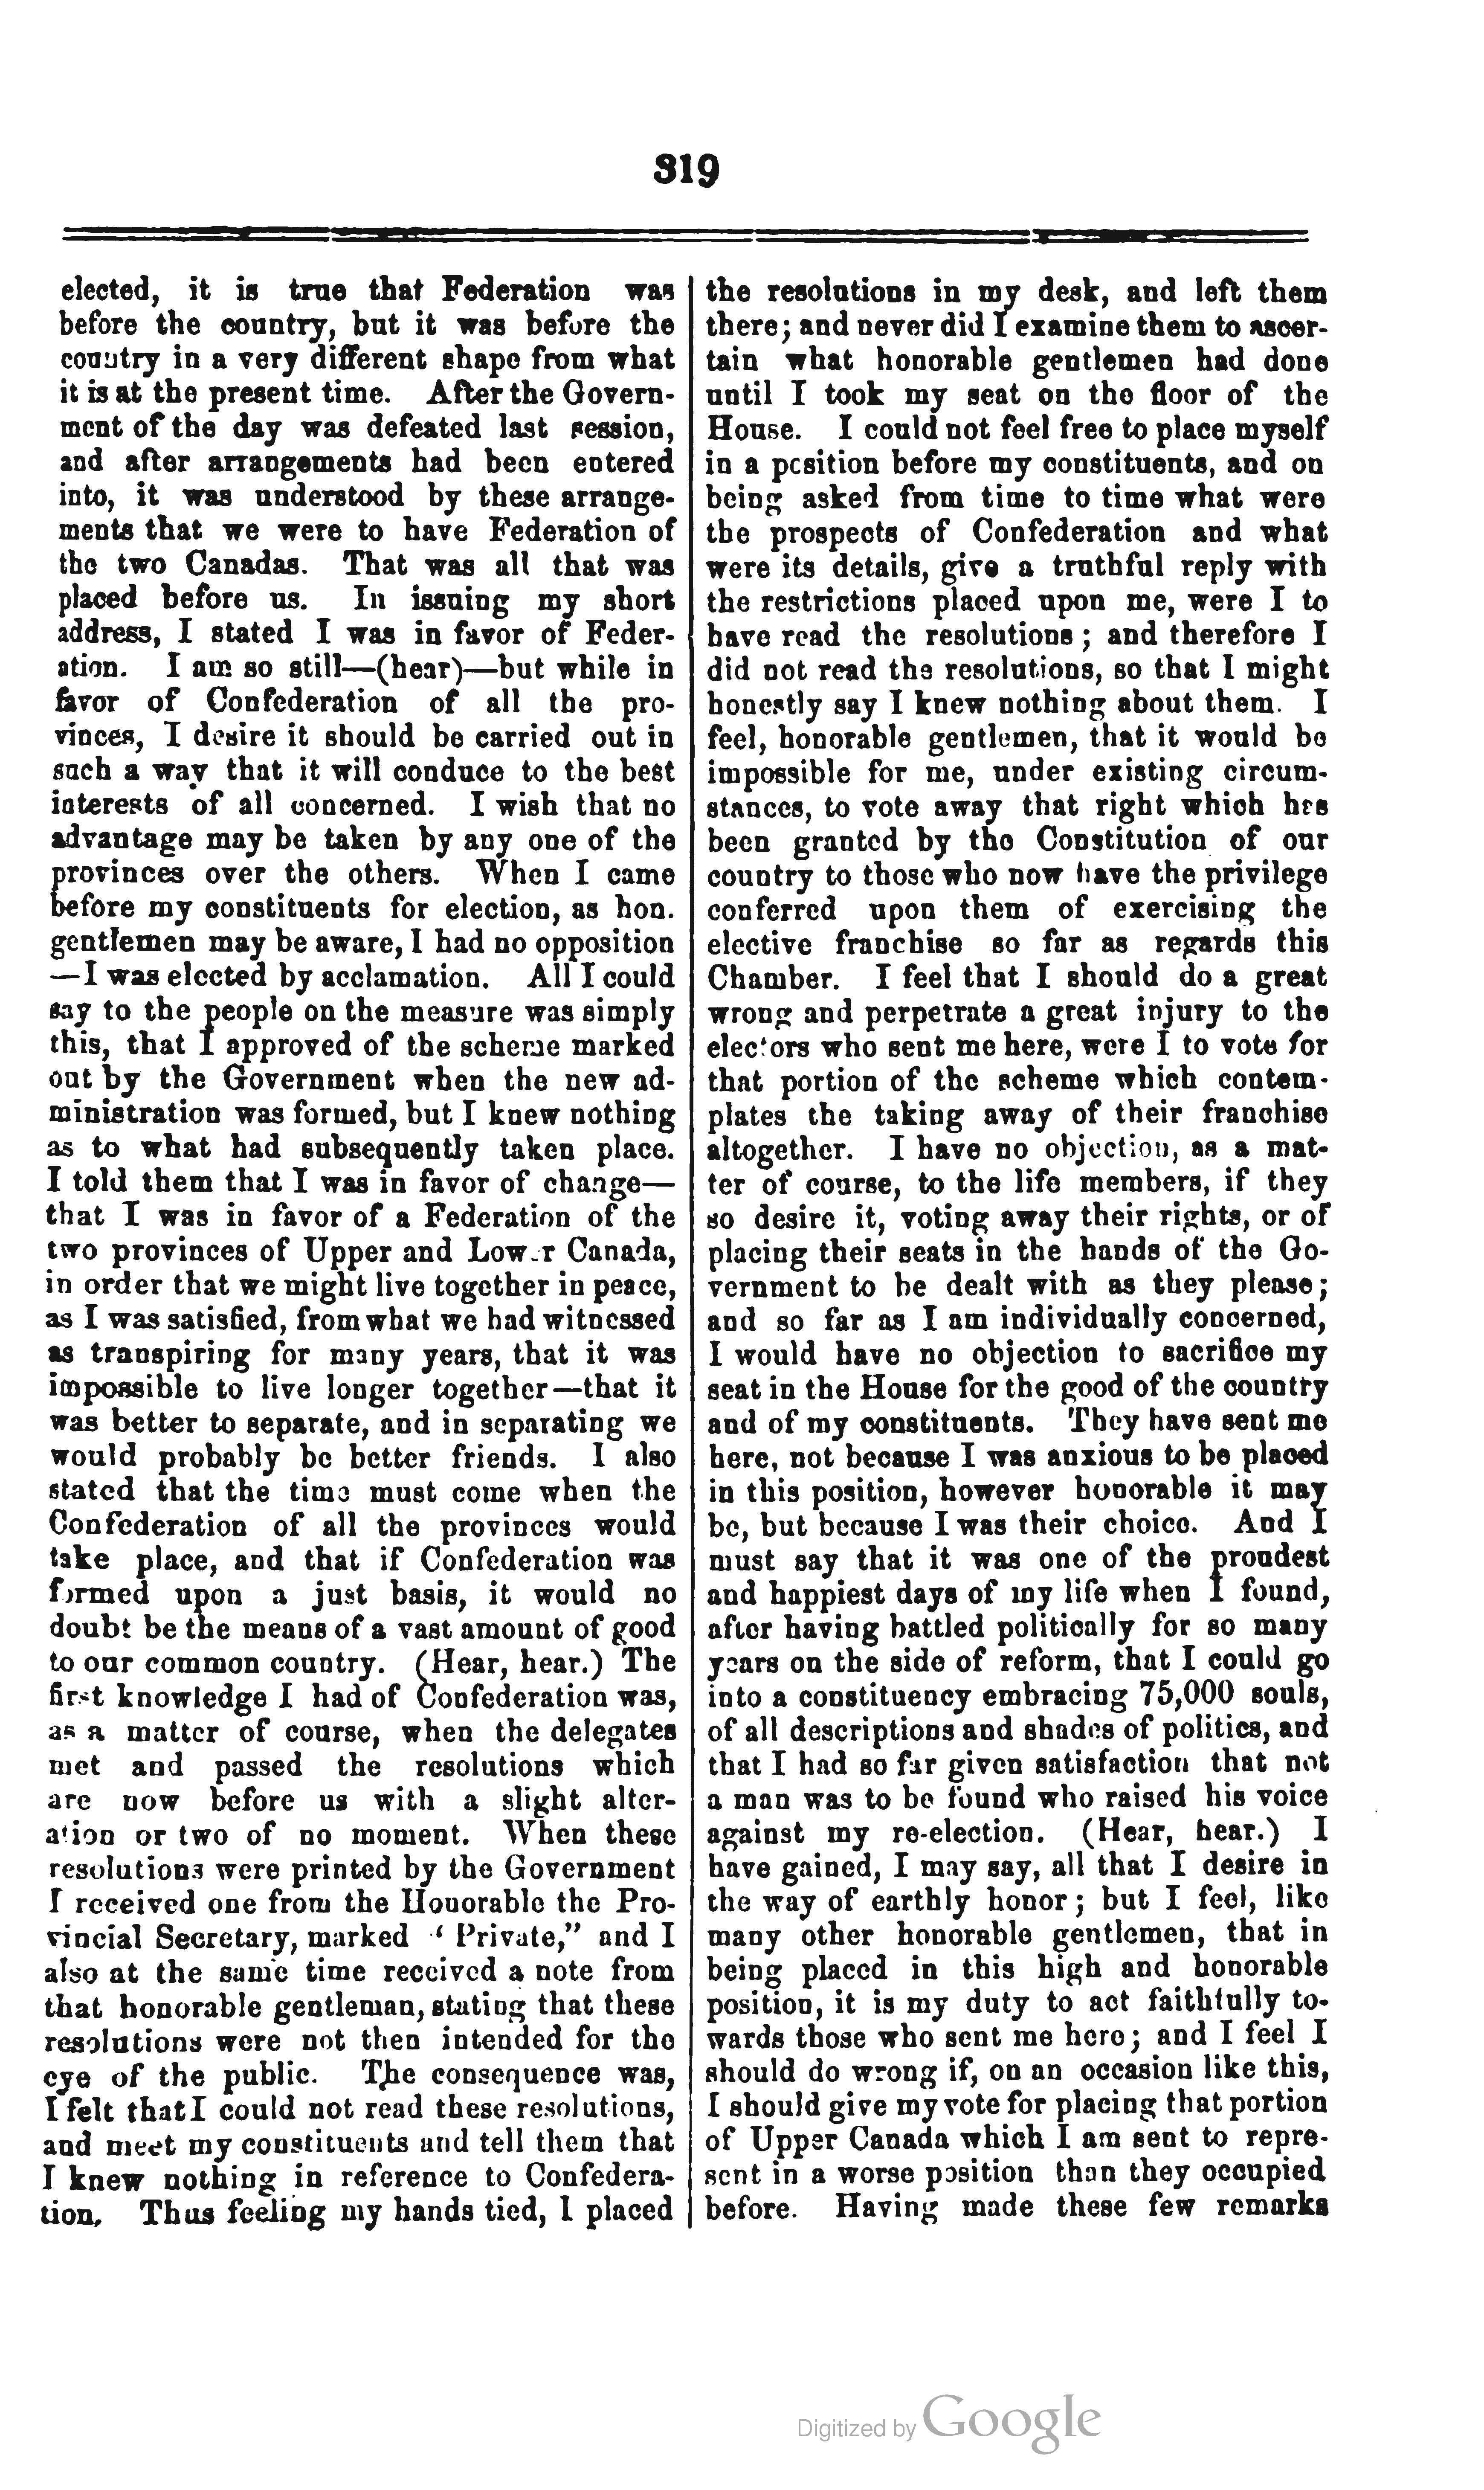 319
elected, it is true that Federation was
before the country, but it was before the
country in a very different shape from what
it is at the present time. After the Govern-
ment of the day was defeated last session,
and after arrangements had been entered
into, it was understood by these arrange-
ments that we were to have Federation of
the two Canadas. That was all that was
placed before us. In issuing my short
address, I stated I was in favor of Feder-
ation. I am so still—(hear)—but while in
favor of Confederation of all the pro-
vinces, I desire it should be carried out in
such a way that it will conduce to the best
interests of all concerned. I wish that no
advantage may be taken by any one of the
provinces over the others. When I came
before my constituents for election, as hon.
gentlemen may be aware, I had no opposition
—I was elected by acclamation. All I could
say to the people on the measure was simply
this, that I approved of the scheme marked
out by the Government when the new ad-
ministration was formed, but I knew nothing
as to what had subsequently taken place.
I told them that I was in favor of change—
that I was in favor of a Federation of the
two provinces of Upper and Lower Canada,
in order that we might live together in peace,
as I was satisfied, from what we had witnessed
as transpiring for many years, that it was
impossible to live longer together—that it
was better to separate, and in separating we
would probably be better friends. I also
stated that the time must come when the
Confederation of all the provinces would
take place, and that if Confederation was
formed upon a just basis, it would no
doubt be the means of a vast amount of good
to our common country. (Hear, hear.) The
first knowledge I had of Confederation was,
as a matter of course, when the delegates
met and passed the resolutions which
are now before us with a slight alter-
ation or two of no moment. When these
resolutions were printed by the Government
I received one from the Honorable the Pro-
vincial Secretary, marked “ Private,” and I
also at the same time received a note from
that honorable gentleman, stating that these
resolutions were not then intended for the
eye of the public. The consequence was,
I felt that I could not read these resolutions,
and meet my constituents and tell them that
I knew nothing in reference to Confedera-
tion. Thus feeling my hands tied, I placed
the resolutions in my desk, and left them
there; and never did I examine them to ascer-
tain what honorable gentlemen had done
until I took my seat on the floor of the
House. I could not feel free to place myself
in a position before my constituents, and on
being asked from time to time what were
the prospects of Confederation and what
were its details, give a truthful reply with
the restrictions placed upon me, were I to
have read the resolutions; and therefore I
did not read the resolutions, so that I might
honestly say I knew nothing about them. I
feel, honorable gentlemen, that it would be
impossible for me, under existing circum-
stances, to vote away that right which has
been granted by the Constitution of our
country to those who now have the privilege
conferred upon them of exercising the
elective franchise so far as regards this
Chamber. I feel that I should do a great
wrong and perpetrate a great injury to the
electors who sent me here, were I to vote for
that portion of the scheme which contem-
plates the taking away of their franchise
altogether. I have no objection, as a mat-
ter of course, to the life members, if they
so desire it, voting away their rights, or of
placing their seats in the hands of the Go-
vernment to be dealt with as they please;
and so far as I am individually concerned,
I would have no objection to sacrifice my
seat in the House for the good of the country
and of my constituents. They have sent me
here, not because I was anxious to be placed
in this position, however honorable it may
be, but because I was their choice. And I
must say that it was one of the proudest
and happiest days of my life when I found,
after having battled politically for so many
years on the side of reform, that I could go
into a constituency embracing 75,000 souls,
of all descriptions and shades of politics, and
that I had so far given satisfaction that not
a man was to be found who raised his voice
against my re-election. (Hear, hear.) I
have gained, I may say, all that I desire in
the way of earthly honor; but I feel, like
many other honorable gentlemen, that in
being placed in this high and honorable
position, it is my duty to act faithfully to-
wards those who sent me here; and I feel I
should do wrong if, on an occasion like this,
I should give my vote for placing that portion
of Upper Canada which I am sent to repre-
sent in a worse position than they occupied
before. Having made these few remarks
Digitized by Google